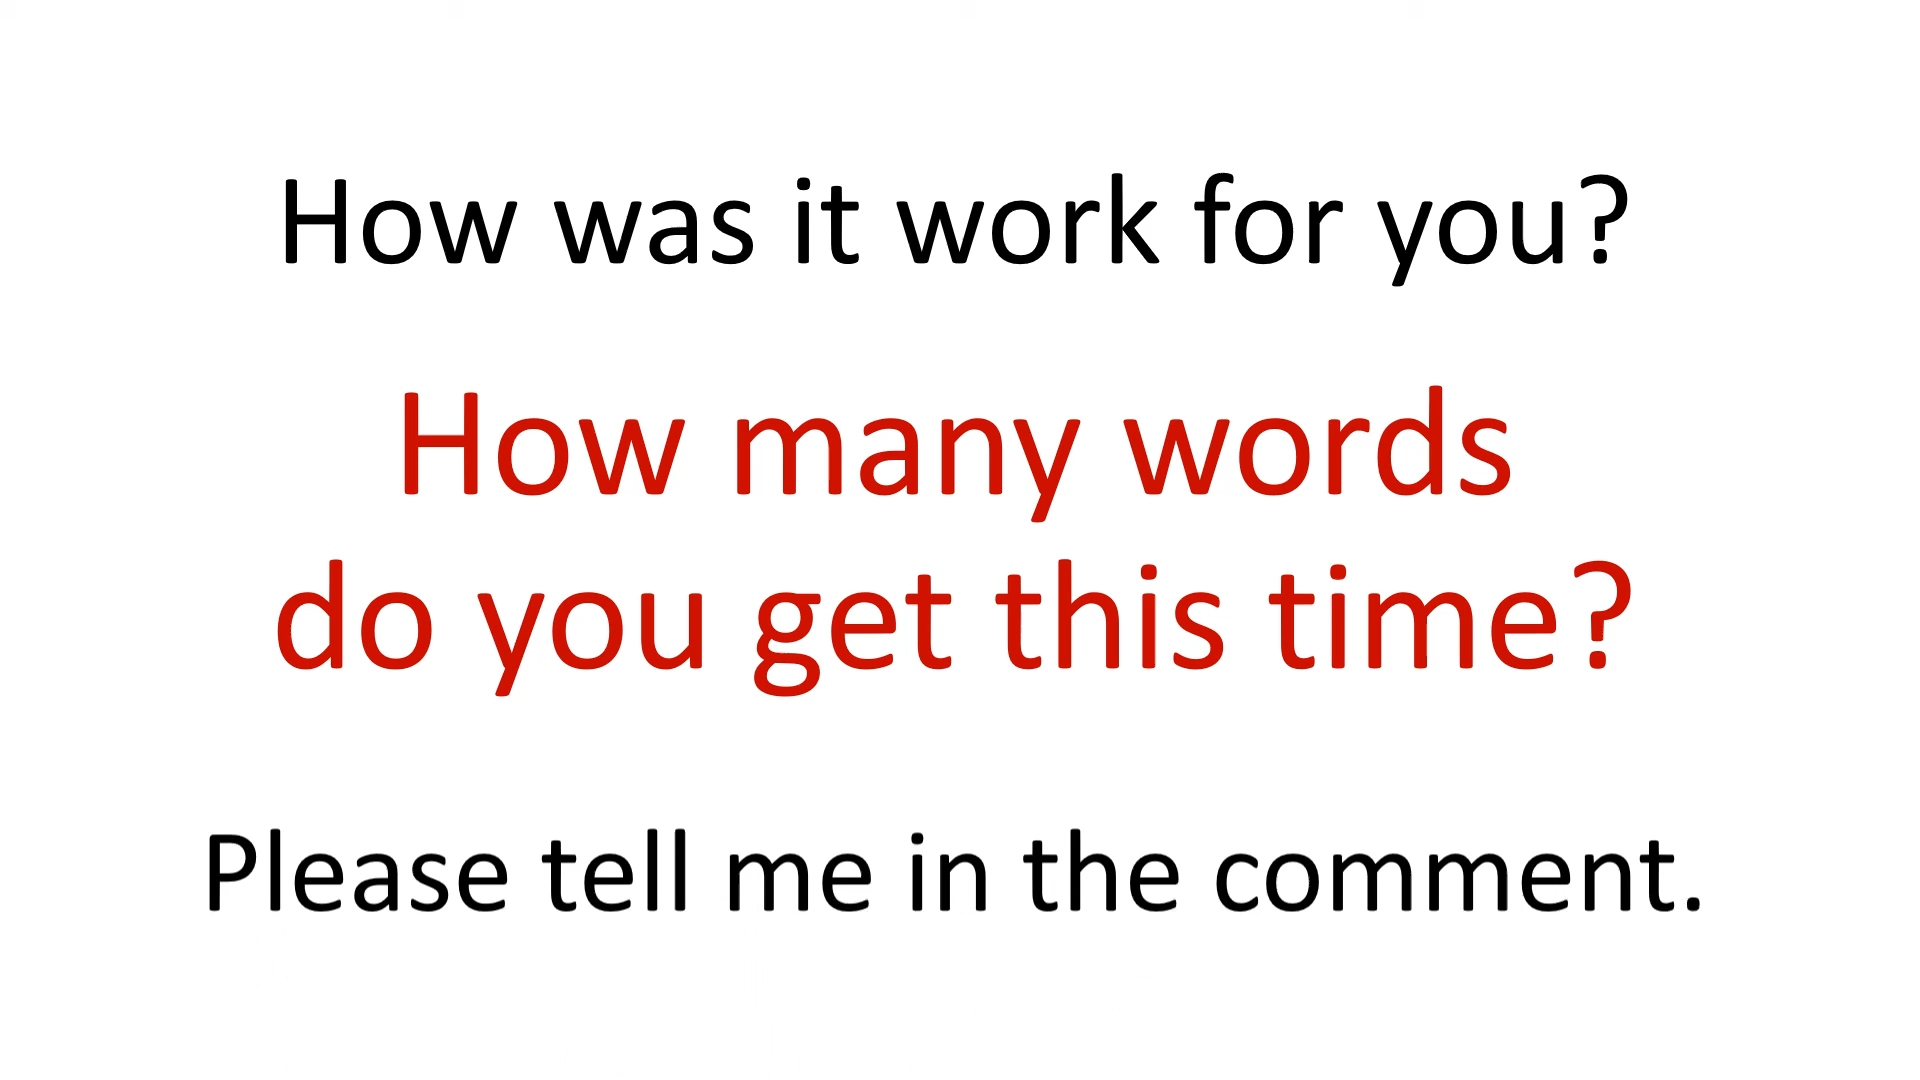 How was it work for you?
How many words
do you get this time?
Please tell me in the comment.